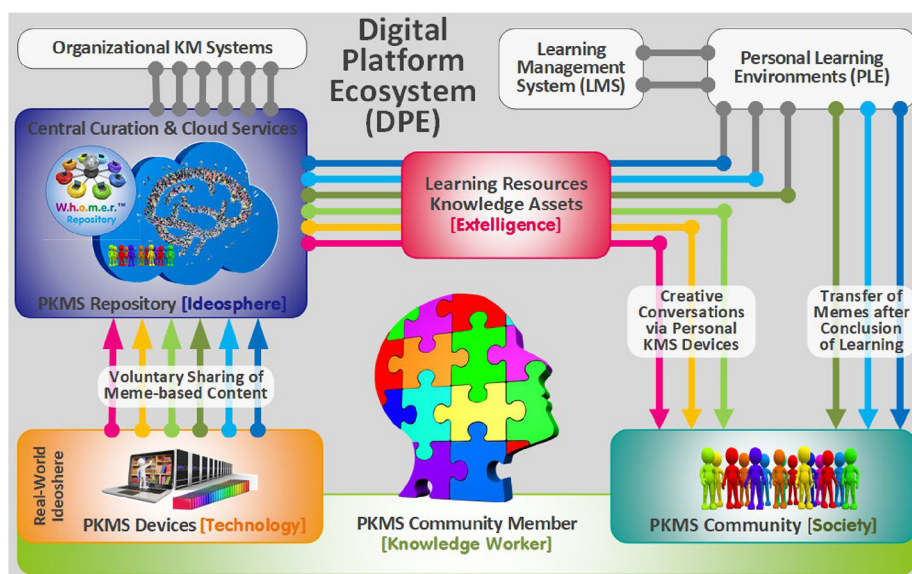 Organizational KM Systems
Digital
Platform
Ecosystem
(DPE)
Learning
Management
System (LMS)
Personal Learning
Environments (PLE)
Central Curation & Cloud Services
W.h.o.m.e.r.™
Repository
PKMS Repository [Ideosphere]
Learning Resources
Knowledge Assets
[Extelligence]
Creative
Conversations
via Personal
KMS Devices
Transfer of
Memes after
Conclusion
of Learning
Voluntary Sharing of
Meme-based Content
Real-World
Ideoshere
PKMS Devices [Technology]
PKMS Community Member
[Knowledge Worker]
PKMS Community [Society]